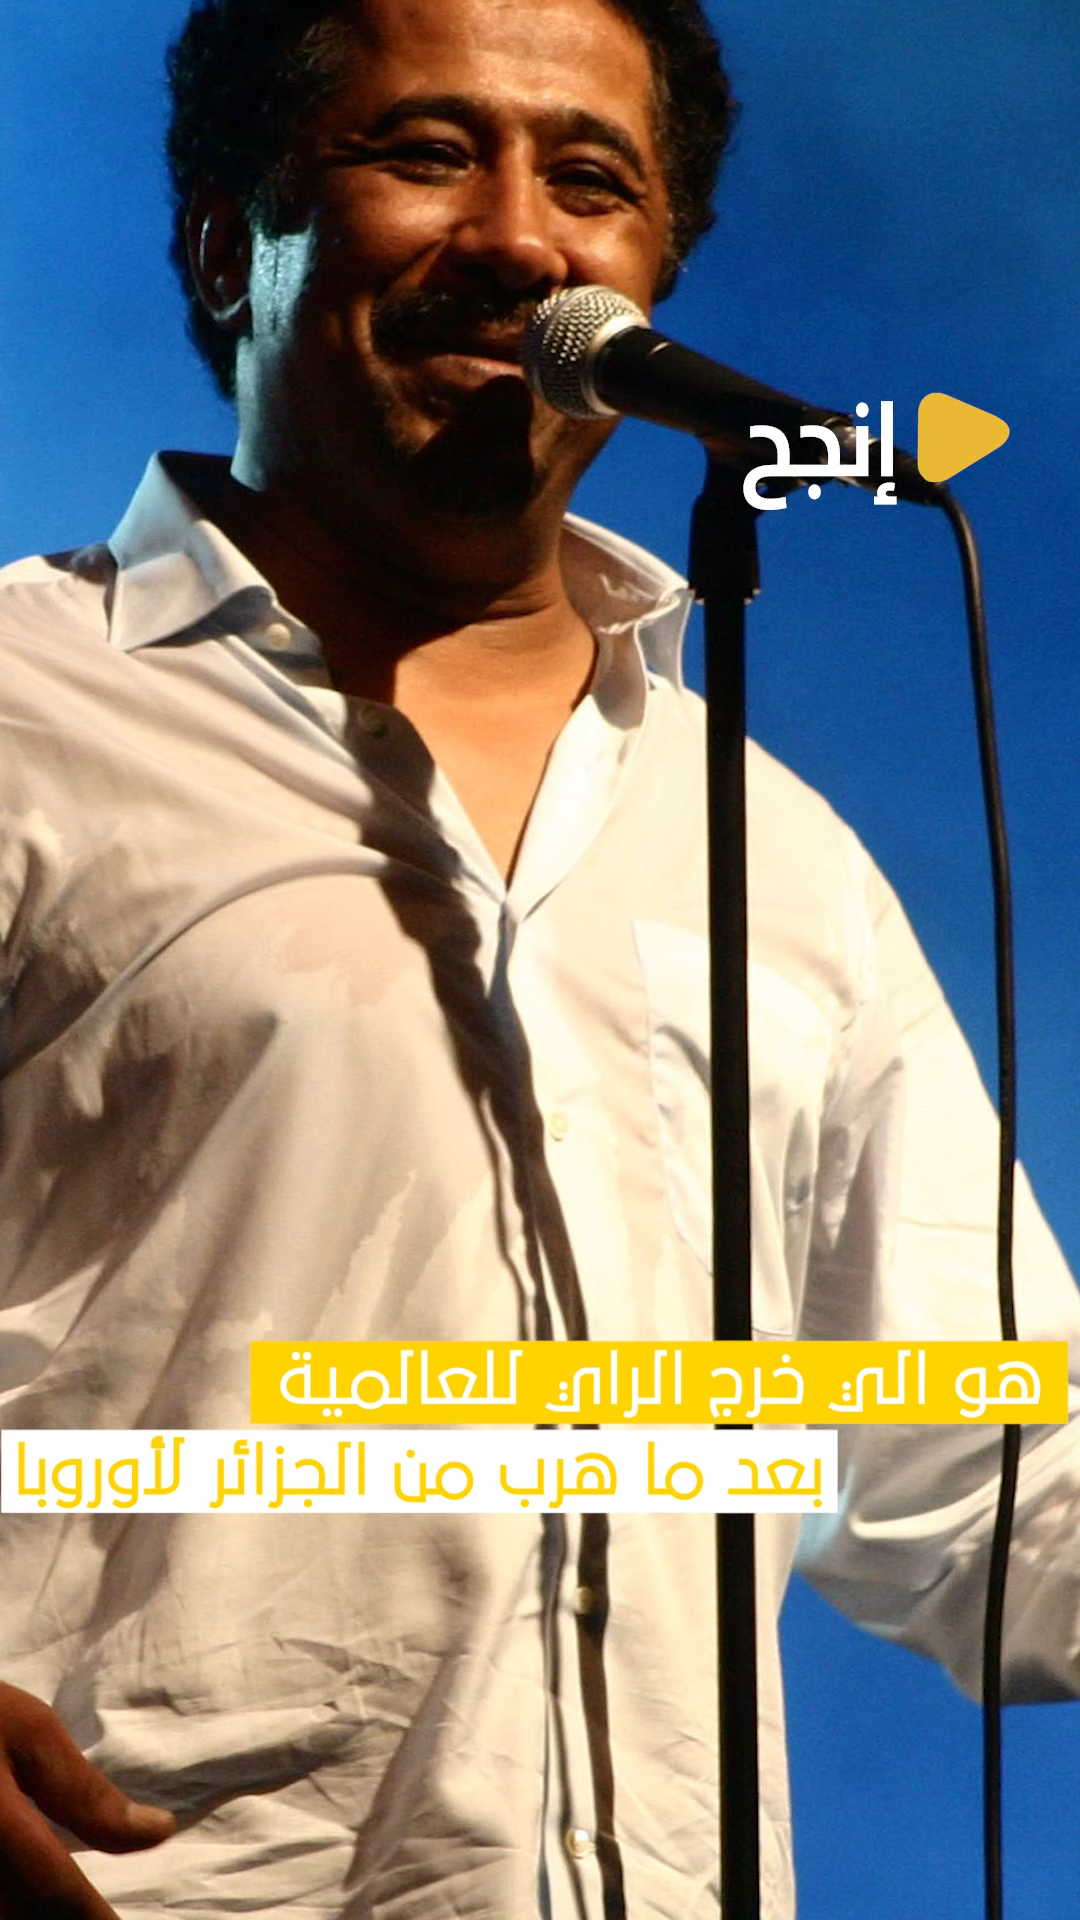 إنجح
هو الي خرج الراي للعالمية
بعد ما هرب من الجزائر لأوروبا